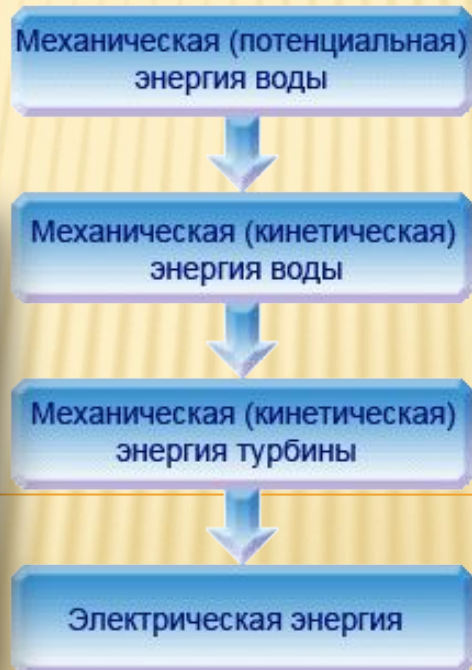 Механическая (потенциальная)
энергия воды
Механическая (кинетическая)
энергия воды
Механическая (кинетическая)
энергия турбины
Электрическая энергия